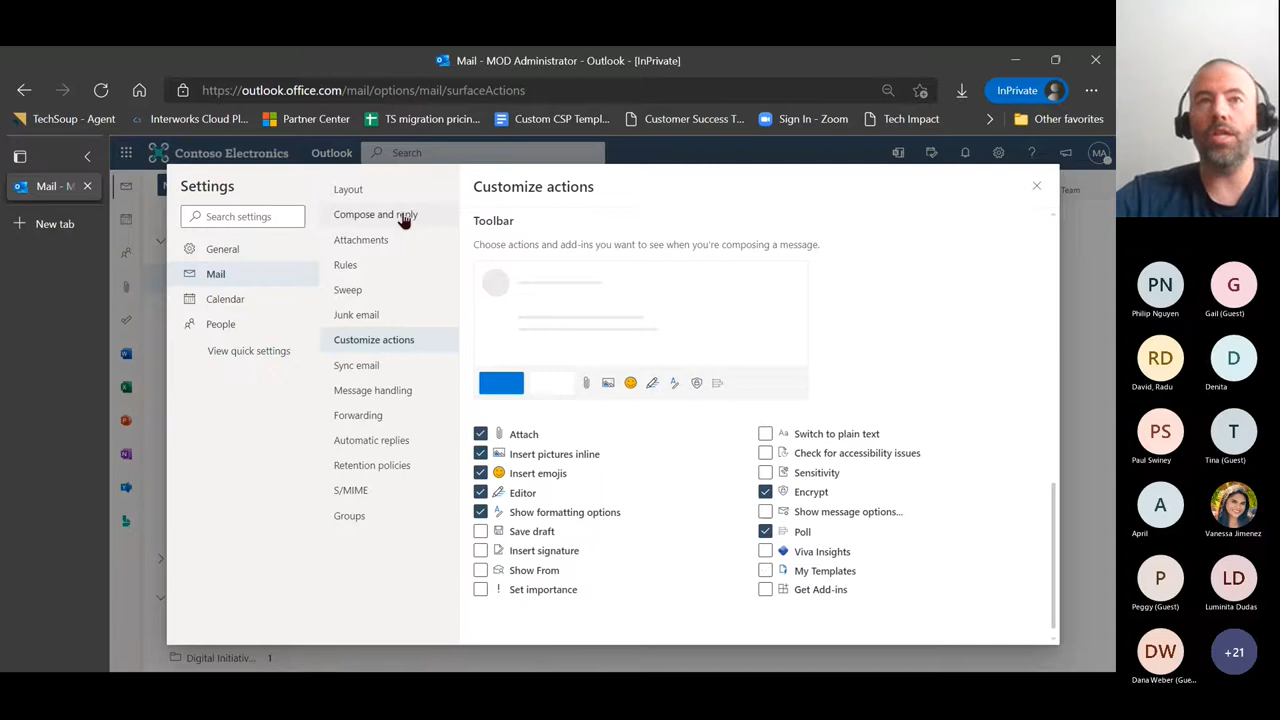 Mail - MOD Administrator - Outlook - [InPrivate]
https://outlook.office.com/mail/options/mail/surfaceActions
InPrivate
TechSoup - Agent
Interworks Cloud Pl...
Partner Center
TS migration pricin...
Custom CSP Templ...
Customer Success T...
Sign In - Zoom
Tech Impact
Other favorites
Mail - M
New tab
Contoso Electronics
Outlook
Search
MA
Team
Settings
Search settings
General
Mail
Calendar
People
View quick settings
Layout
Compose and reply
Attachments
Rules
Sweep
Junk email
Customize actions
Sync email
Message handling
Forwarding
Automatic replies
Retention policies
S/MIME
Groups
Customize actions
Toolbar
Choose actions and add-ins you want to see when you're composing a message.
Attach
Insert pictures inline
Insert emojis
Editor
Show formatting options
Save draft
Insert signature
Show From
Set importance
Switch to plain text
Check for accessibility issues
Sensitivity
Encrypt
Show message options...
Poll
Viva Insights
My Templates
Get Add-ins
Digital Initiativ... 1
PN
Philip Nguyen
G
Gail (Guest)
RD
David, Radu
D
Denita
PS
Paul Swiney
T
Tina (Guest)
A
April
Vanessa Jimenez
P
Peggy (Guest)
LD
Luminita Dudas
DW
Dana Weber (Gue...
+21